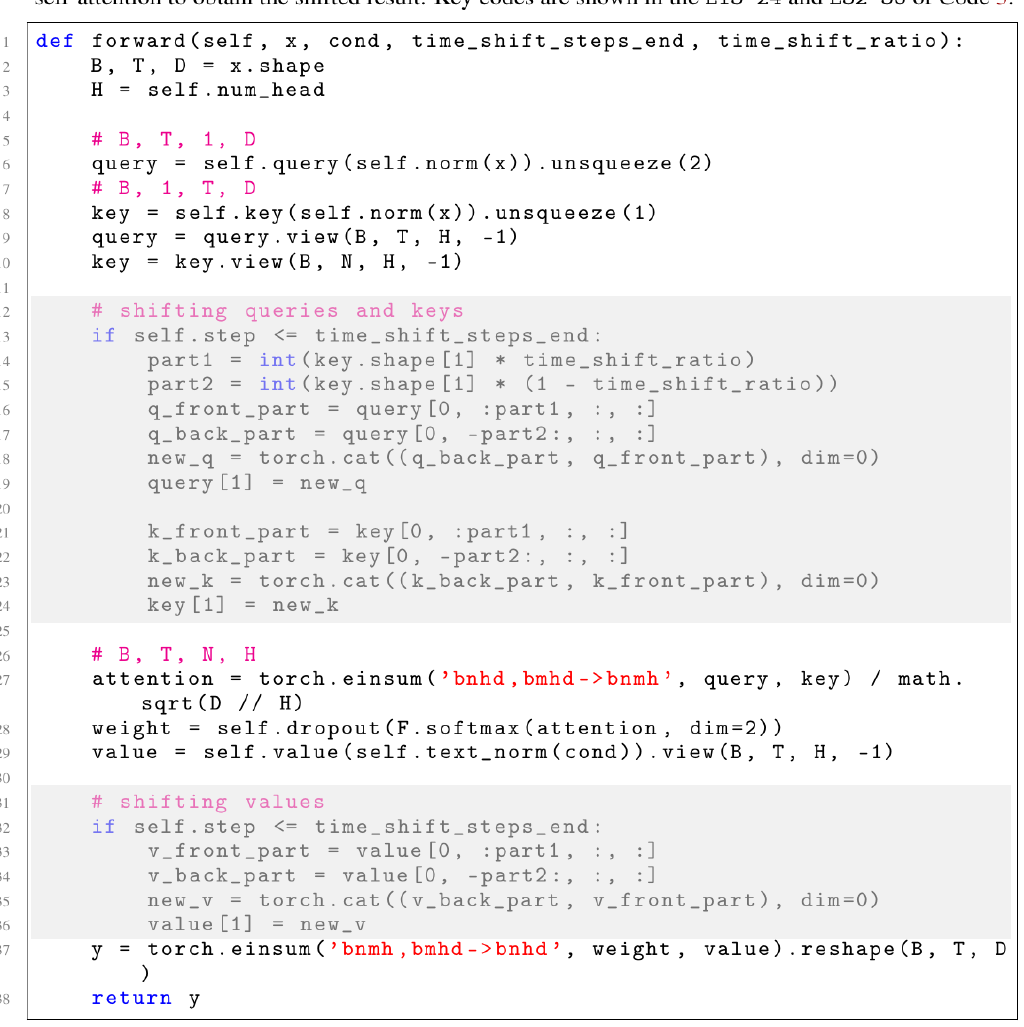 self-attention to obtain the shifted result. Key codes are shown in the L13-24 and L32-36 of Code 3.
1 def forward(self, x, cond, time_shift_steps_end, time_shift_ratio):
2 B, T, D = x.shape
3 H = self.num_head
4
5 # B, T, 1, D
6 query = self.query(self.norm(x)).unsqueeze(2)
7 # B, 1, T, D
8 key = self.key(self.norm(x)).unsqueeze(1)
9 query = query.view(B, T, H, -1)
10 key = key.view(B, N, H, -1)
11
12 # shifting queries and keys
13 if self.step <= time_shift_steps_end:
14 part1 = int(key.shape[1] * time_shift_ratio)
15 part2 = int(key.shape[1] * (1 - time_shift_ratio))
16 q_front_part = query[0, :part1, :, :]
17 q_back_part = query[0, -part2:, :, :]
18 new_q = torch.cat((q_back_part, q_front_part), dim=0)
19 query[1] = new_q
20
21 k_front_part = key[0, :part1, :, :]
22 k_back_part = key[0, -part2:, :, :]
23 new_k = torch.cat((k_back_part, k_front_part), dim=0)
24 key[1] = new_k
25
26 # B, T, N, H
27 attention = torch.einsum('bnhd,bmhd->bnmh', query, key) / math.
sqrt(D // H)
28 weight = self.dropout(F.softmax(attention, dim=2))
29 value = self.value(self.text_norm(cond)).view(B, T, H, -1)
30
31 # shifting values
32 if self.step <= time_shift_steps_end:
33 v_front_part = value[0, :part1, :, :]
34 v_back_part = value[0, -part2:, :, :]
35 new_v = torch.cat((v_back_part, v_front_part), dim=0)
36 value[1] = new_v
37 y = torch.einsum('bnmh,bmhd->bnhd', weight, value).reshape(B, T, D
)
38 return y